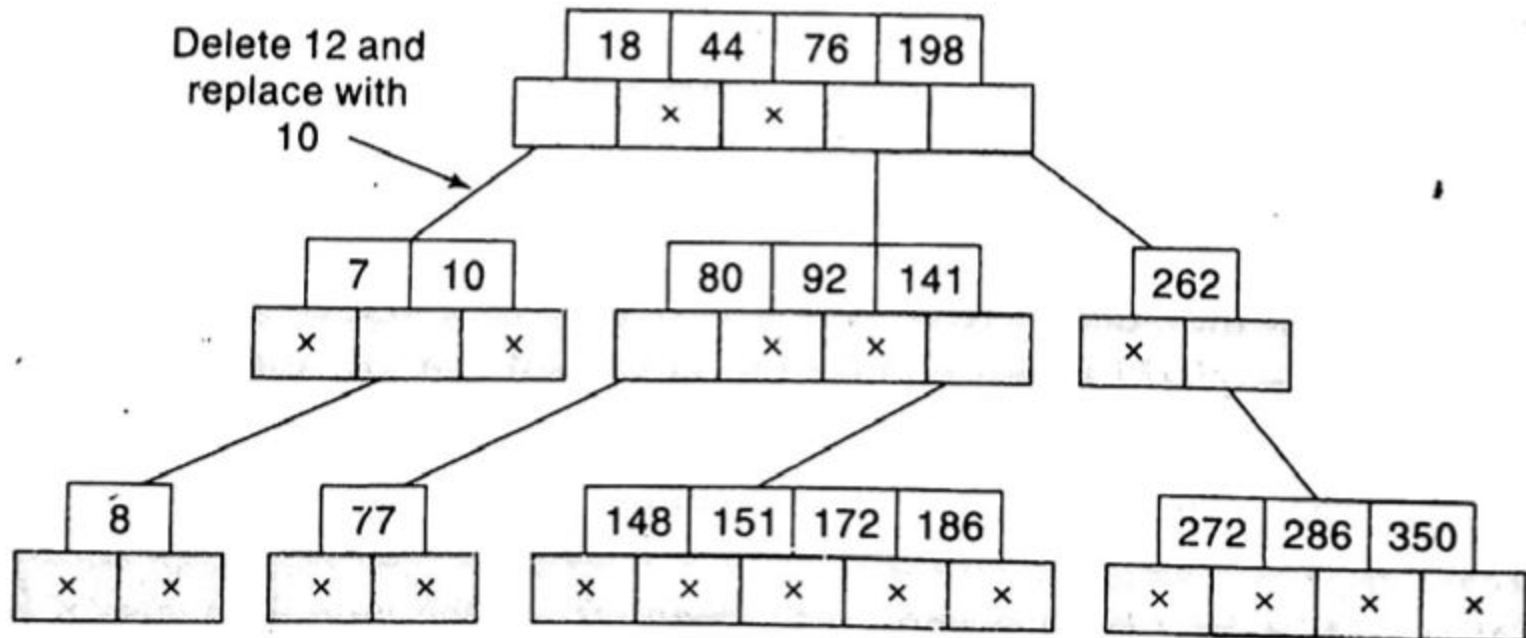 Delete 12 and
replace with
10
18 44 76 198
× ×
7 10
× ×
80 92 141
× ×
262
×
8
× ×
77
× ×
148 151 172 186
× × × × ×
272 286 350
× × × ×